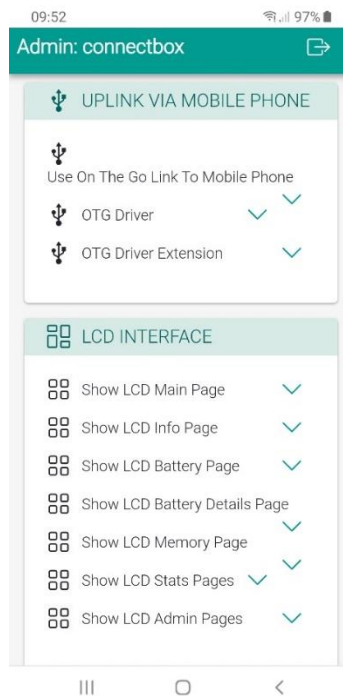 09:52 97%
Admin: connectbox
UPLINK VIA MOBILE PHONE
Use On The Go Link To Mobile Phone
OTG Driver
OTG Driver Extension
LCD INTERFACE
Show LCD Main Page
Show LCD Info Page
Show LCD Battery Page
Show LCD Battery Details Page
Show LCD Memory Page
Show LCD Stats Pages
Show LCD Admin Pages